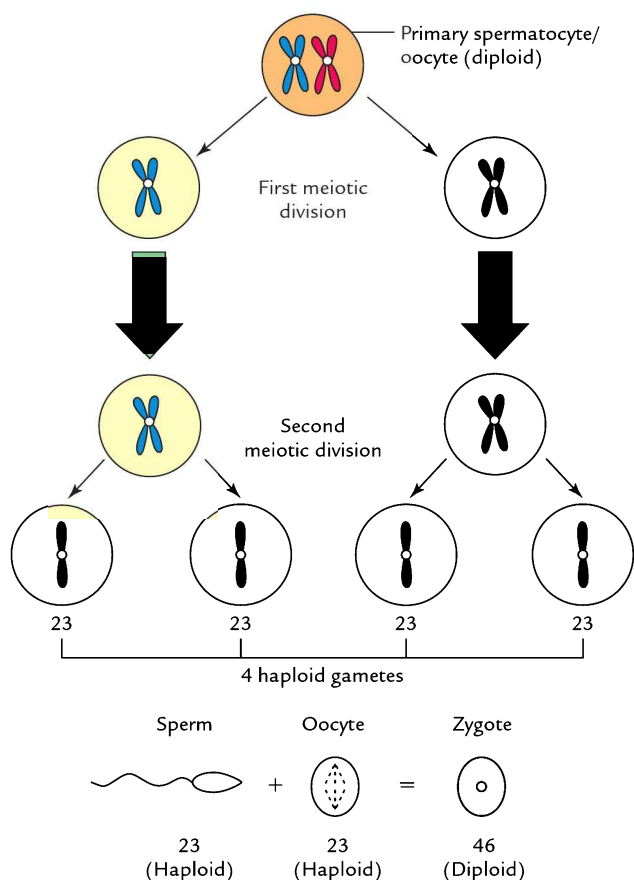 Primary spermatocyte/
oocyte (diploid)
First meiotic
division
Second
meiotic division
23 23 23 23
4 haploid gametes
Sperm Oocyte Zygote
+ =
23 23 46
(Haploid) (Haploid) (Diploid)